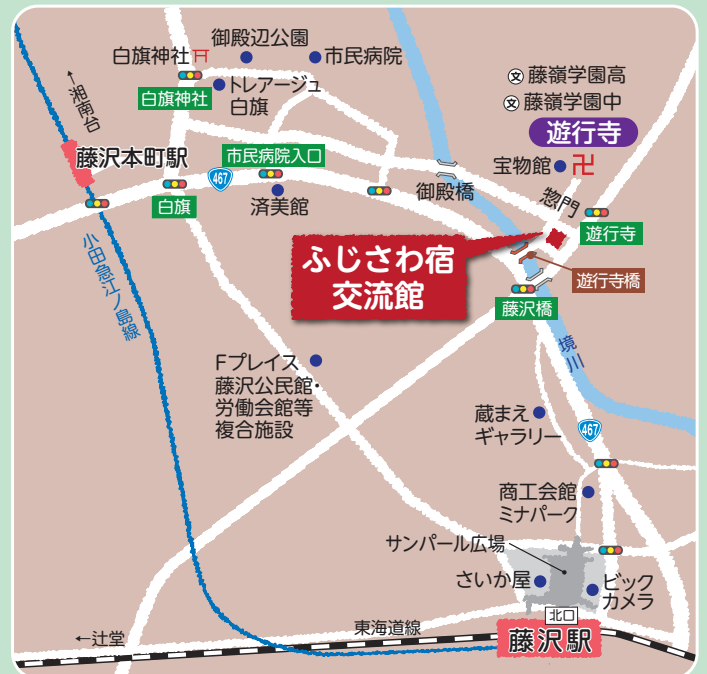 御殿辺公園
白旗神社
市民病院
トレアージュ
白旗
白旗神社
←湘南台
文 藤嶺学園高
文 藤嶺学園中
遊行寺
宝物館
藤沢本町駅
市民病院入口
467
白旗
済美館
御殿橋
惣門
遊行寺
ふじさわ宿
交流館
遊行寺橋
藤沢橋
小田急江ノ島線
境川
Fプレイス
藤沢公民館・
労働会館等
複合施設
蔵まえ
ギャラリー
467
商工会館
ミナパーク
サンパール広場
さいか屋
ビック
カメラ
北口
東海道線
←辻堂
藤沢駅